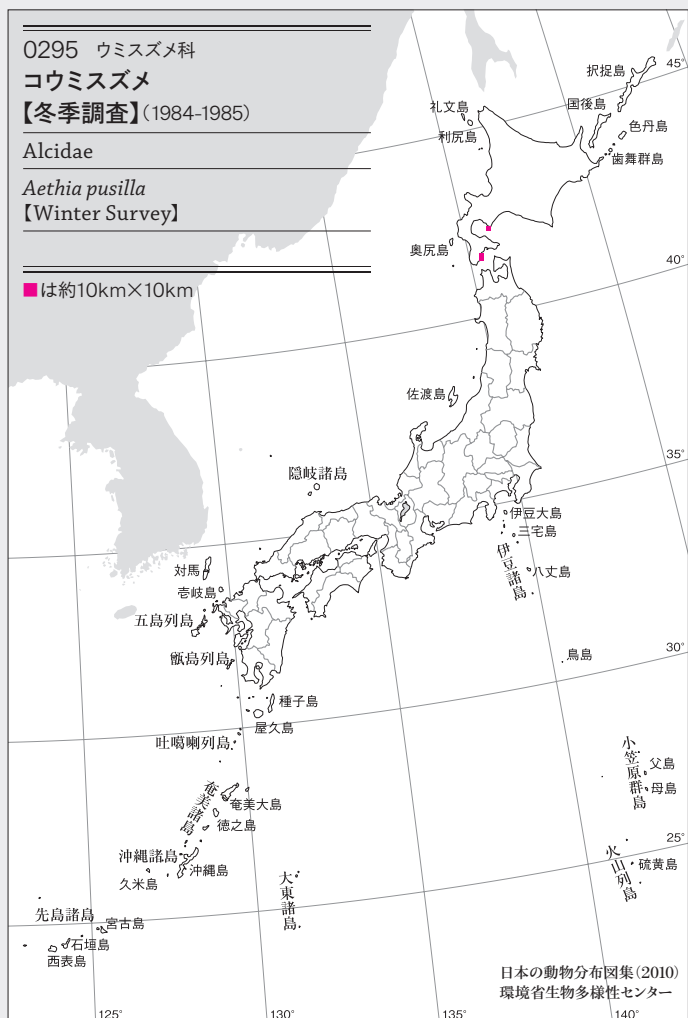 0295 ウミスズメ科
コウミスズメ
【冬季調査】(1984-1985)
Alcidae
Aethia pusilla
【Winter Survey】
■は約10km×10km
択捉島
45°
礼文島
国後島
色丹島
利尻島
歯舞群島
奥尻島
40°
佐渡島
35°
隠岐諸島
伊豆大島
三宅島
伊豆諸島
八丈島
対馬
壱岐島
五島列島
甑島列島
鳥島
30°
種子島
屋久島
吐噶喇列島
小笠原群島
父島
母島
奄美諸島
奄美大島
徳之島
25°
沖縄諸島
沖縄島
久米島
大東諸島
火山列島
硫黄島
先島諸島
宮古島
石垣島
西表島
日本の動物分布図集(2010)
環境省生物多様性センター
125°
130°
135°
140°